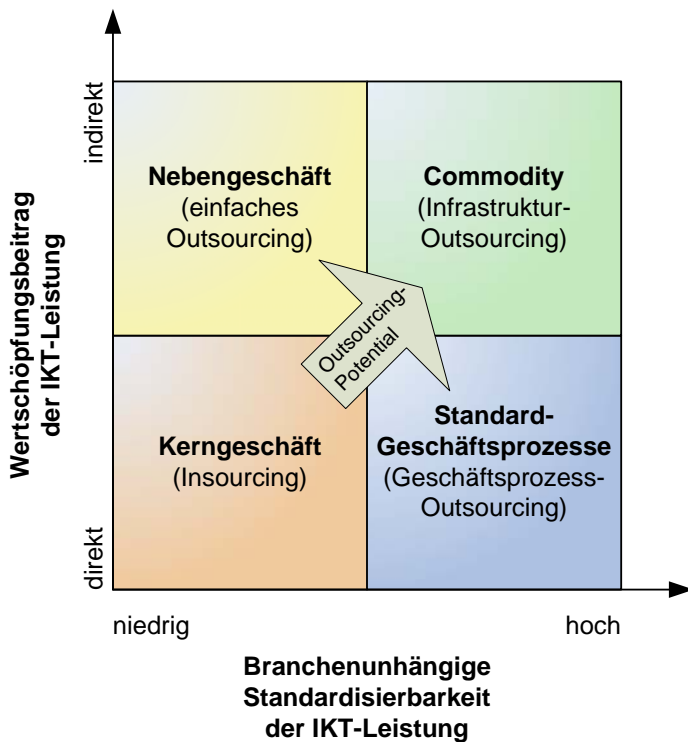 Wertschöpfungsbeitrag
der IKT-Leistung
indirekt
direkt
Nebengeschäft
(einfaches
Outsourcing)
Commodity
(Infrastruktur-
Outsourcing)
Outsourcing-
Potential
Kerngeschäft
(Insourcing)
Standard-
Geschäftsprozesse
(Geschäftsprozess-
Outsourcing)
niedrig
hoch
Branchenunhängige
Standardisierbarkeit
der IKT-Leistung